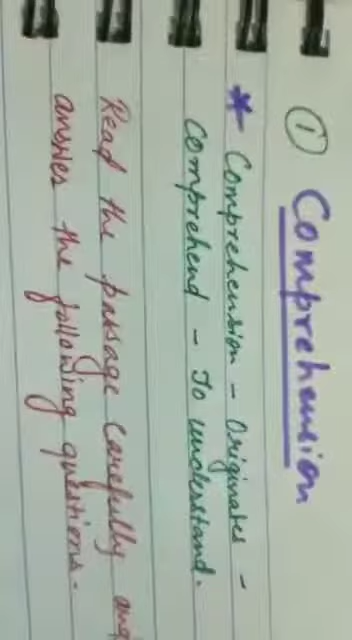 ① Comprehension
* Comprehension - Originates -
Comprehend - To understand.
Read the passage carefully and
answer the following questions.